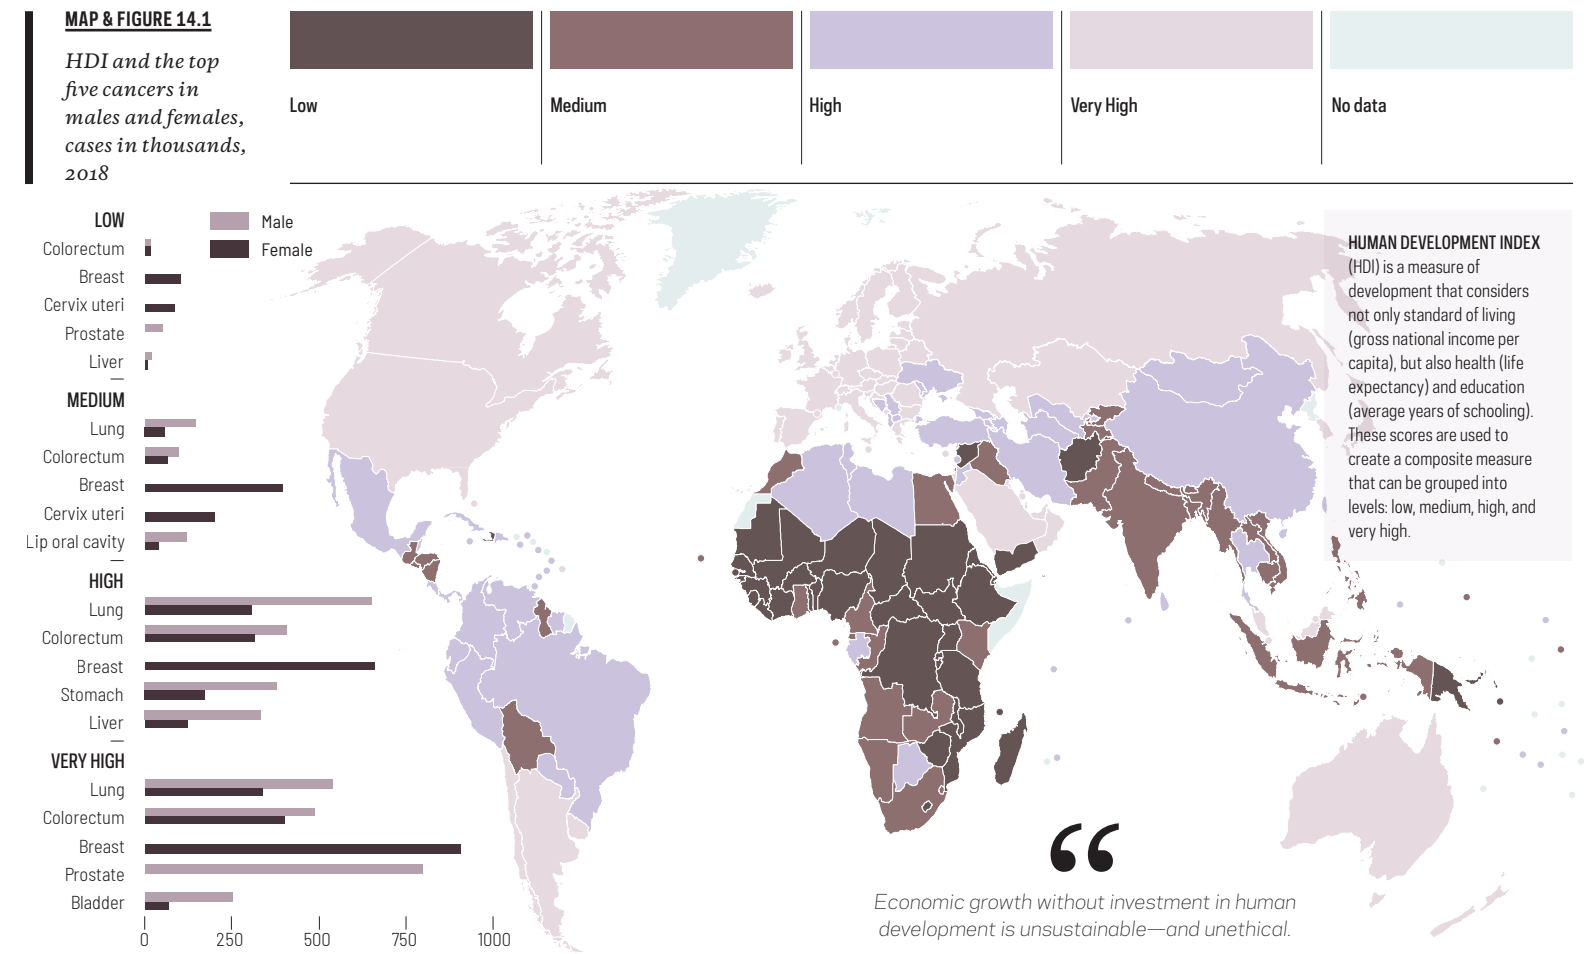 MAP & FIGURE 14.1
HDI and the top
five cancers in
males and females,
cases in thousands,
2018
Low
Medium
High
Very High
No data
Male
Female
LOW
Colorectum
Breast
Cervix uteri
Prostate
Liver
MEDIUM
Lung
Colorectum
Breast
Cervix uteri
Lip oral cavity
HIGH
Lung
Colorectum
Breast
Stomach
Liver
VERY HIGH
Lung
Colorectum
Breast
Prostate
Bladder
0 250 500 750 1000
HUMAN DEVELOPMENT INDEX
(HDI) is a measure of
development that considers
not only standard of living
(gross national income per
capita), but also health (life
expectancy) and education
(average years of schooling).
These scores are used to
create a composite measure
that can be grouped into
levels: low, medium, high, and
very high.
“
Economic growth without investment in human
development is unsustainable—and unethical.